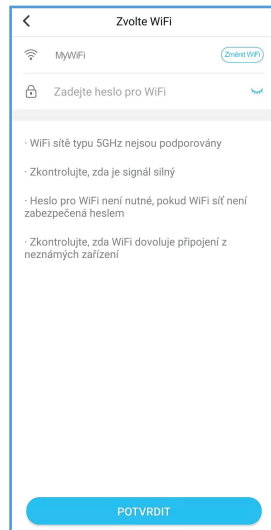 Zvolte WiFi
MyWiFi
Změnit WiFi
Zadejte heslo pro WiFi
· WiFi sítě typu 5GHz nejsou podporovány
· Zkontrolujte, zda je signál silný
· Heslo pro WiFi není nutné, pokud WiFi síť není
zabezpečená heslem
· Zkontrolujte, zda WiFi dovoluje připojení z
neznámých zařízení
POTVRDIT